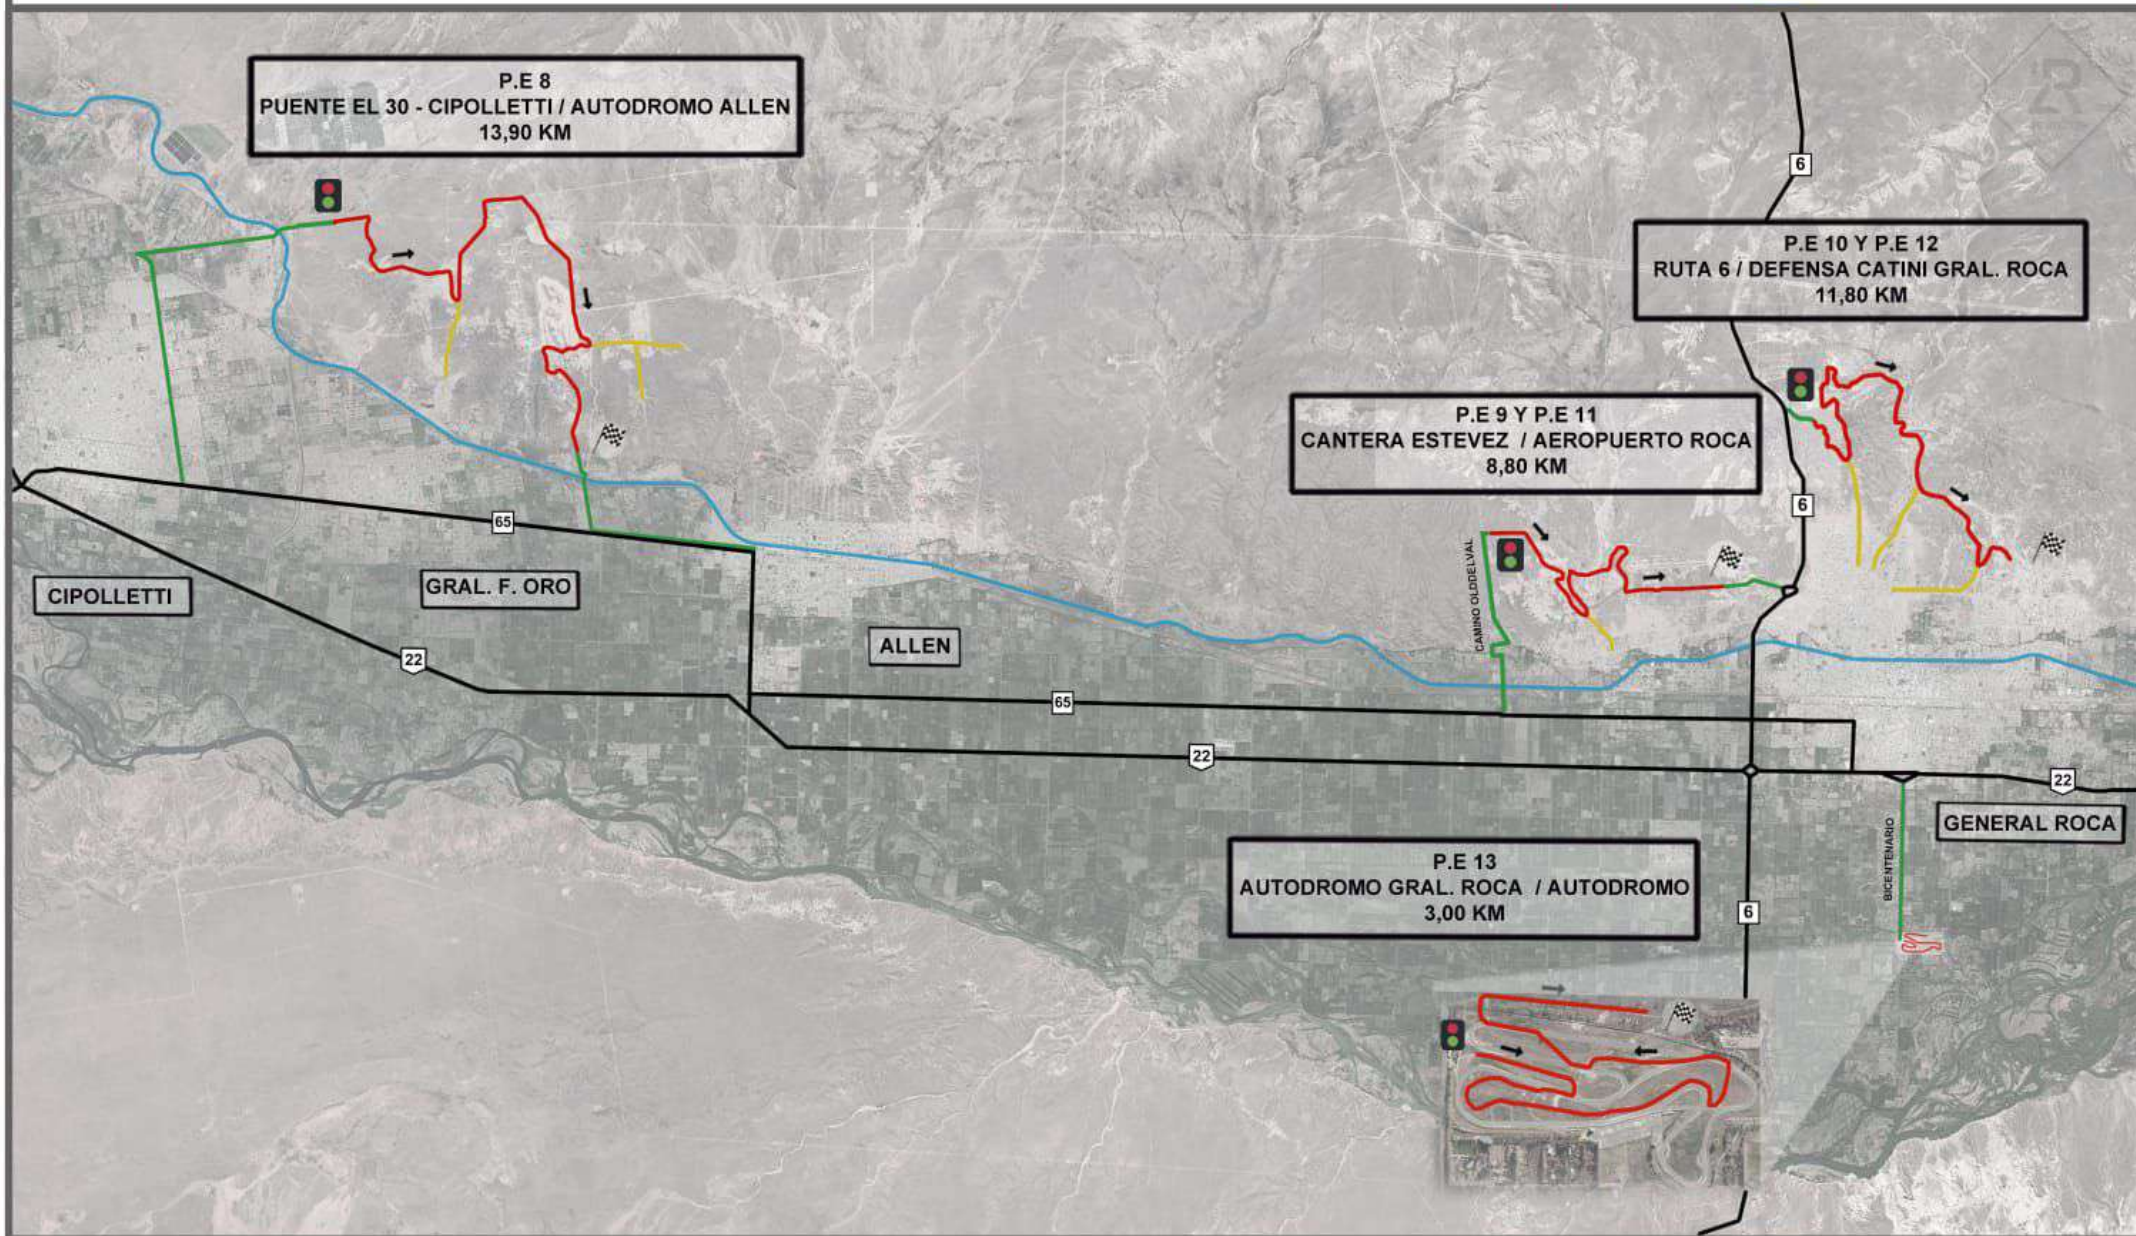 P.E 8
PUENTE EL 30 - CIPOLLETTI / AUTODROMO ALLEN
13,90 KM
6
P.E 10 Y P.E 12
RUTA 6 / DEFENSA CATINI GRAL. ROCA
11,80 KM
P.E 9 Y P.E 11
CANTERA ESTEVEZ / AEROPUERTO ROCA
8,80 KM
6
65
CAMINO OLDDELVAL
CIPOLLETTI
GRAL. F. ORO
ALLEN
22
65
22
22
GENERAL ROCA
BICENTENARIO
P.E 13
AUTODROMO GRAL. ROCA / AUTODROMO
3,00 KM
6